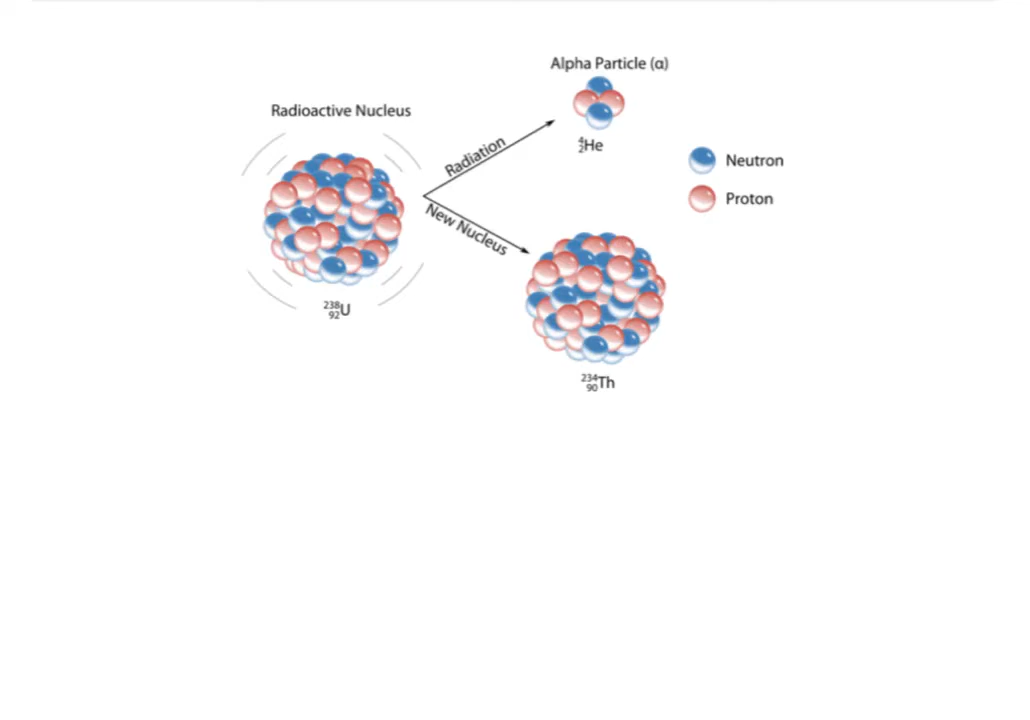 Alpha Particle (α)
Radioactive Nucleus
Radiation
⁴₂He
Neutron
Proton
New Nucleus
²³⁸₉₂U
²³⁴₉₀Th